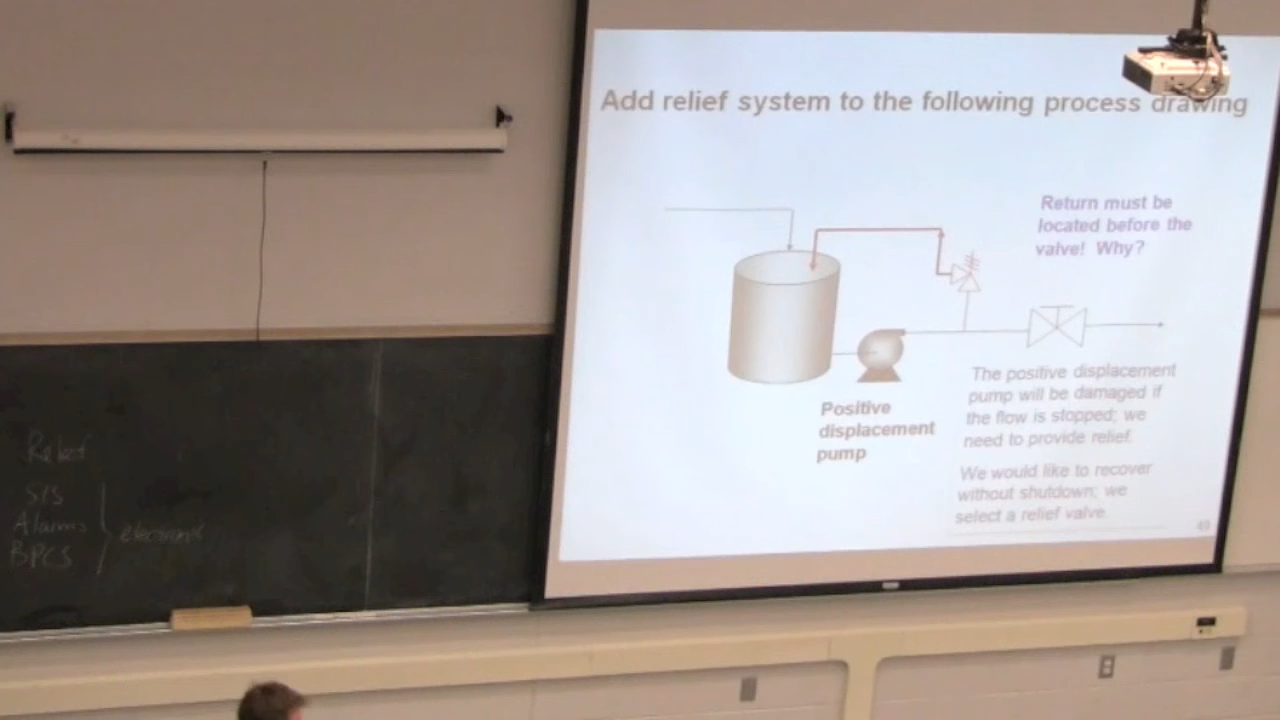 Add relief system to the following process drawing
Return must be
located before the
valve! Why?
Positive
displacement
pump
The positive displacement
pump will be damaged if
the flow is stopped; we
need to provide relief.
We would like to recover
without shutdown; we
select a relief valve.
Relief
SIS
Alarms
BPCS
electronic